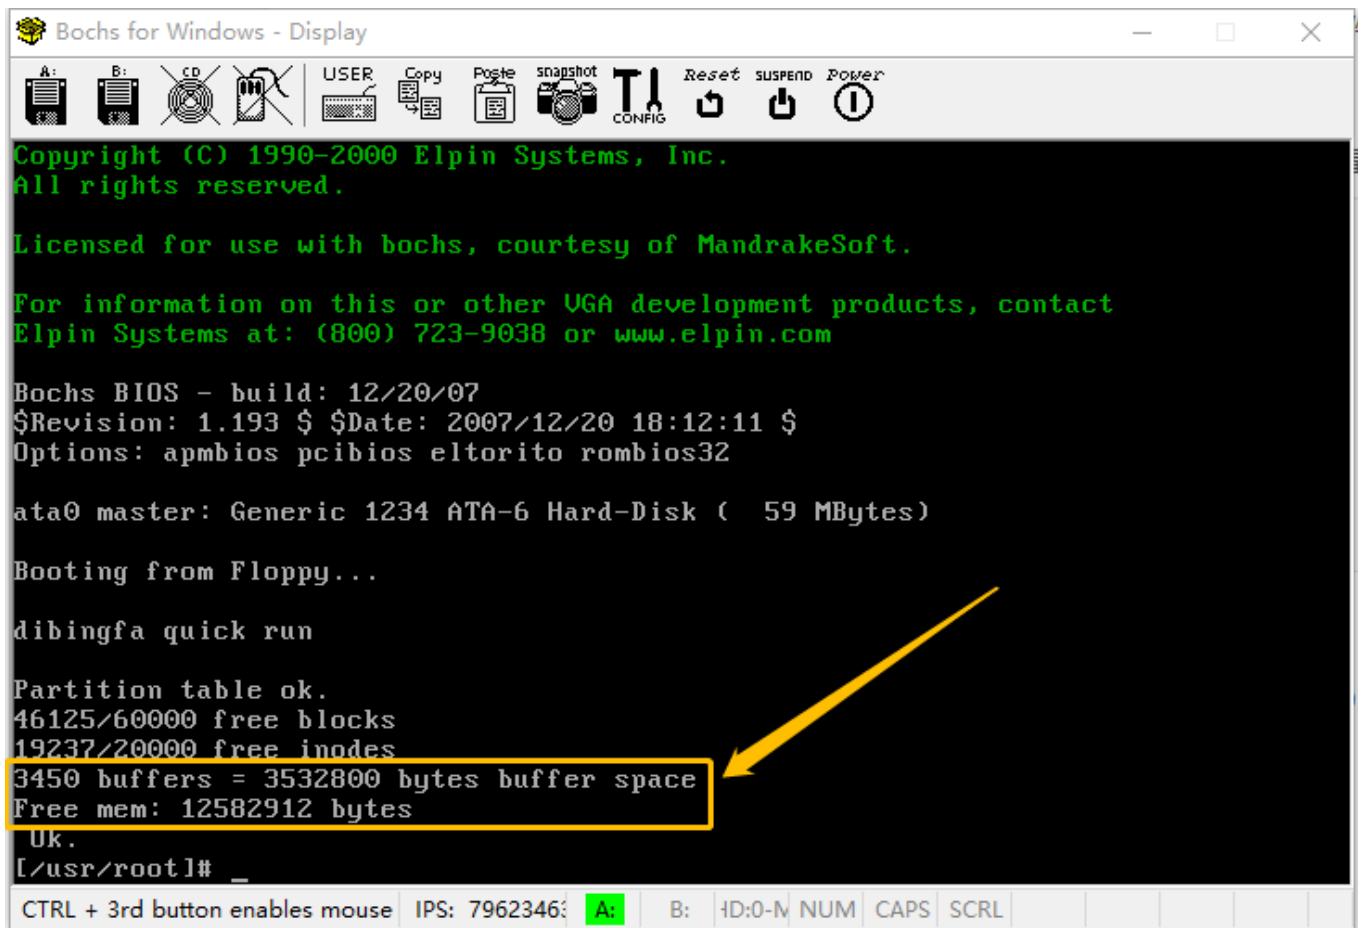 Bochs for Windows - Display
A: B: CD USER Copy Paste snapshot CONFIG Reset SUSPEND Power
Copyright (C) 1990-2000 Elpin Systems, Inc.
All rights reserved.
Licensed for use with bochs, courtesy of MandrakeSoft.
For information on this or other VGA development products, contact
Elpin Systems at: (800) 723-9038 or www.elpin.com
Bochs BIOS - build: 12/20/07
$Revision: 1.193 $ $Date: 2007/12/20 18:12:11 $
Options: apmbios pcibios eltorito rombios32
ata0 master: Generic 1234 ATA-6 Hard-Disk (  59 MBytes)
Booting from Floppy...
dibingfa quick run
Partition table ok.
46125/60000 free blocks
19237/20000 free inodes
3450 buffers = 3532800 bytes buffer space
Free mem: 12582912 bytes
Ok.
[/usr/root]# _
CTRL + 3rd button enables mouse IPS: A: B: NUM CAPS SCRL